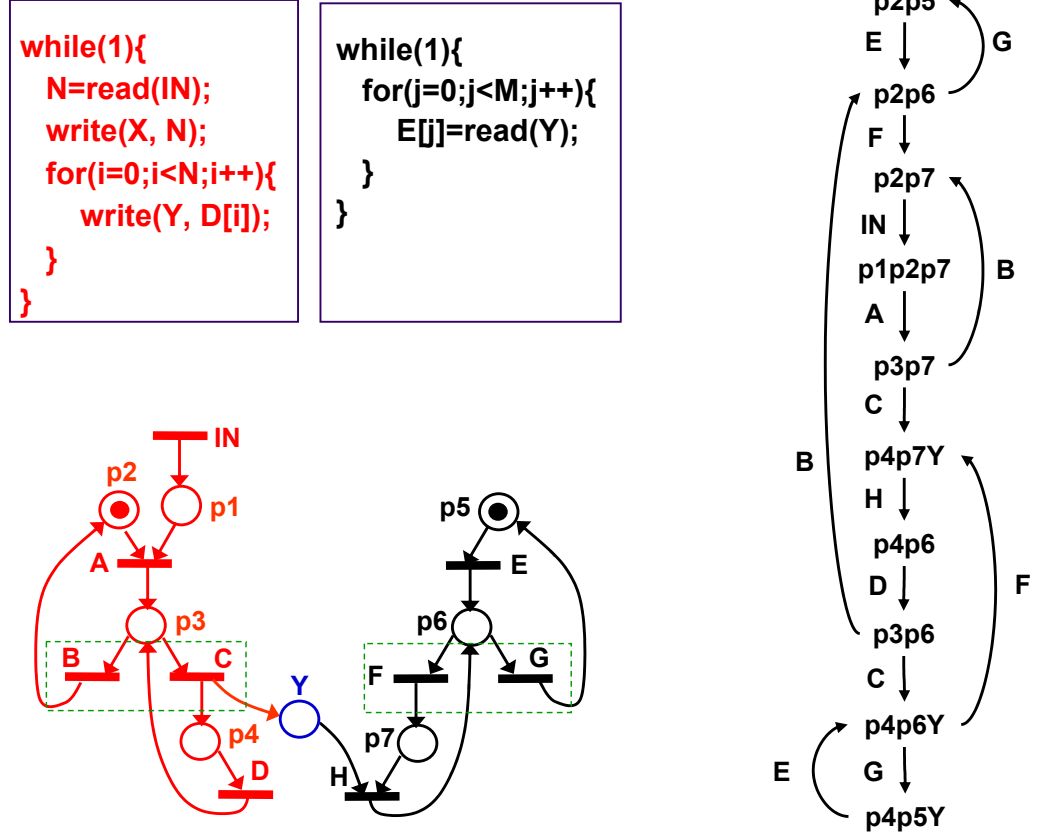 while(1){
N=read(IN);
write(X, N);
for(i=0;i<N;i++){
write(Y, D[i]);
}
}
while(1){
for(j=0;j<M;j++){
E[j]=read(Y);
}
}
IN
p2
p1
A
p3
B
C
p4
D
Y
p5
E
p6
F
G
p7
H
p2p5
E
G
p2p6
F
p2p7
IN
p1p2p7
B
A
p3p7
C
B
p4p7Y
H
p4p6
D
F
p3p6
C
p4p6Y
E
G
p4p5Y